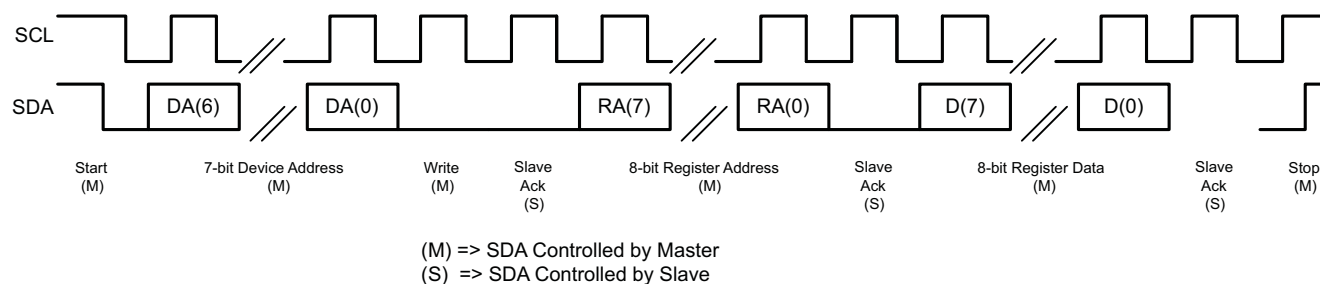 SCL
SDA
DA(6)
DA(0)
RA(7)
RA(0)
D(7)
D(0)
Start
(M)
7-bit Device Address
(M)
Write
(M)
Slave
Ack
(S)
8-bit Register Address
(M)
Slave
Ack
(S)
8-bit Register Data
(M)
Slave
Ack
(S)
Stop
(M)
(M) => SDA Controlled by Master
(S) => SDA Controlled by Slave